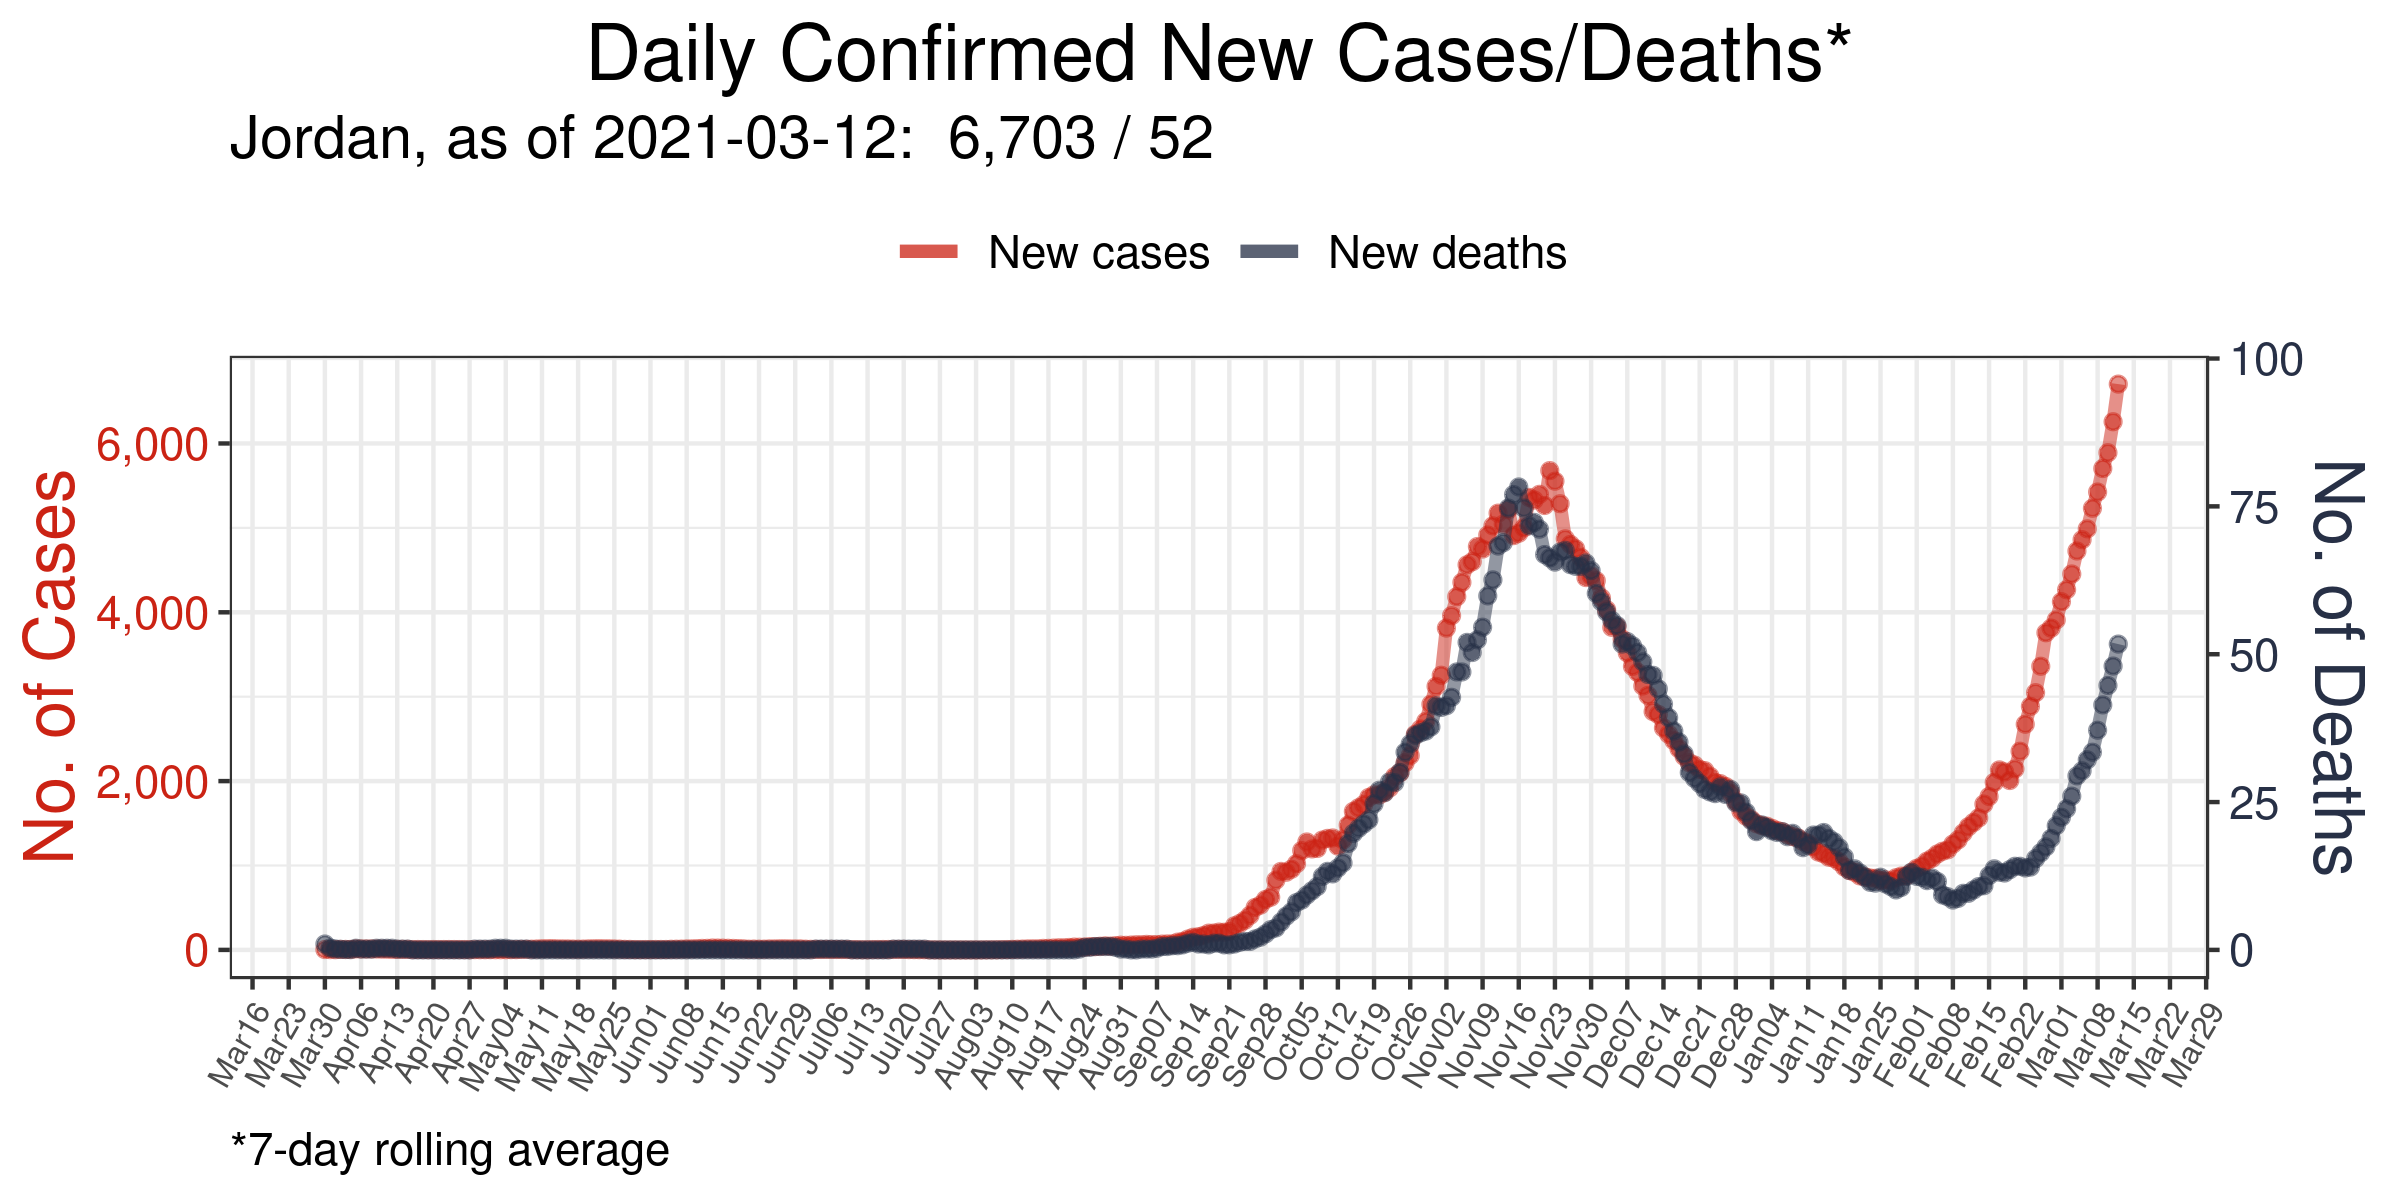 Daily Confirmed New Cases/Deaths*
Jordan, as of 2021-03-12:  6,703 / 52
New cases
New deaths
No. of Cases
6,000
4,000
2,000
0
100
75
50
25
0
No. of Deaths
Mar16
Mar23
Mar30
Apr06
Apr13
Apr20
Apr27
May04
May11
May18
May25
Jun01
Jun08
Jun15
Jun22
Jun29
Jul06
Jul13
Jul20
Jul27
Aug03
Aug10
Aug17
Aug24
Aug31
Sep07
Sep14
Sep21
Sep28
Oct05
Oct12
Oct19
Oct26
Nov02
Nov09
Nov16
Nov23
Nov30
Dec07
Dec14
Dec21
Dec28
Jan04
Jan11
Jan18
Jan25
Feb01
Feb08
Feb15
Feb22
Mar01
Mar08
Mar15
Mar22
Mar29
*7-day rolling average